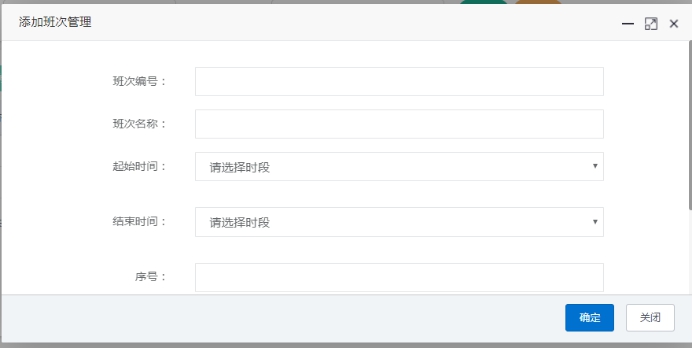 添加班次管理
班次编号：
班次名称：
起始时间： 请选择时段
结束时间： 请选择时段
序号：
确定 关闭